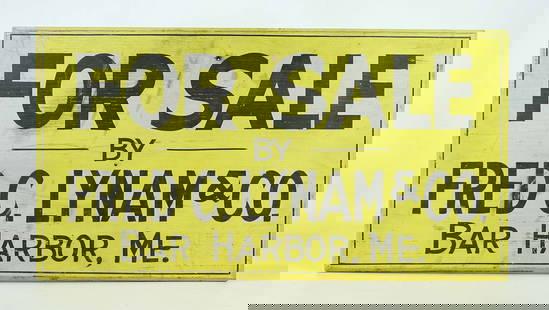 FOR SALE
BY
FRED C. LYNAM & CO.
BAR HARBOR, ME.